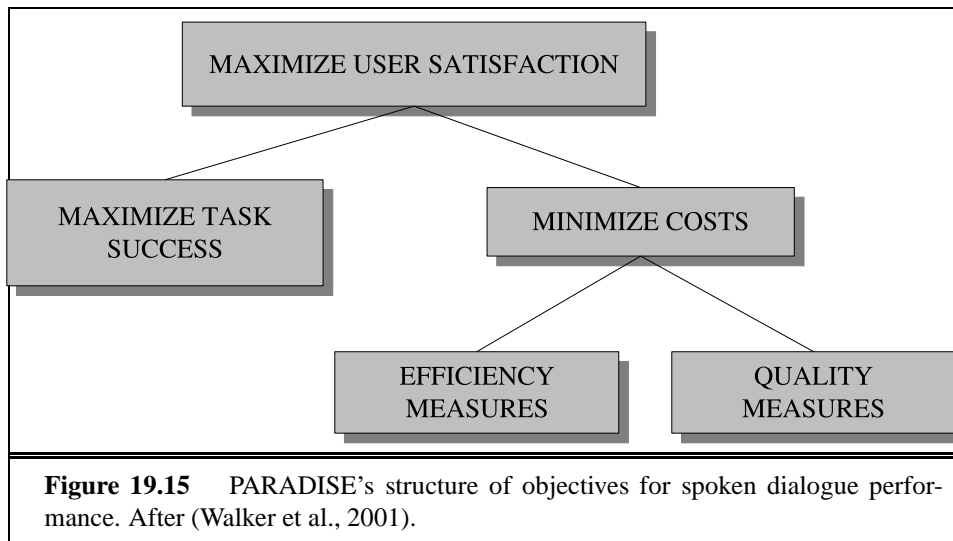 MAXIMIZE USER SATISFACTION
MAXIMIZE TASK
SUCCESS
MINIMIZE COSTS
EFFICIENCY
MEASURES
QUALITY
MEASURES
Figure 19.15 PARADISE's structure of objectives for spoken dialogue perfor-
mance. After (Walker et al., 2001).